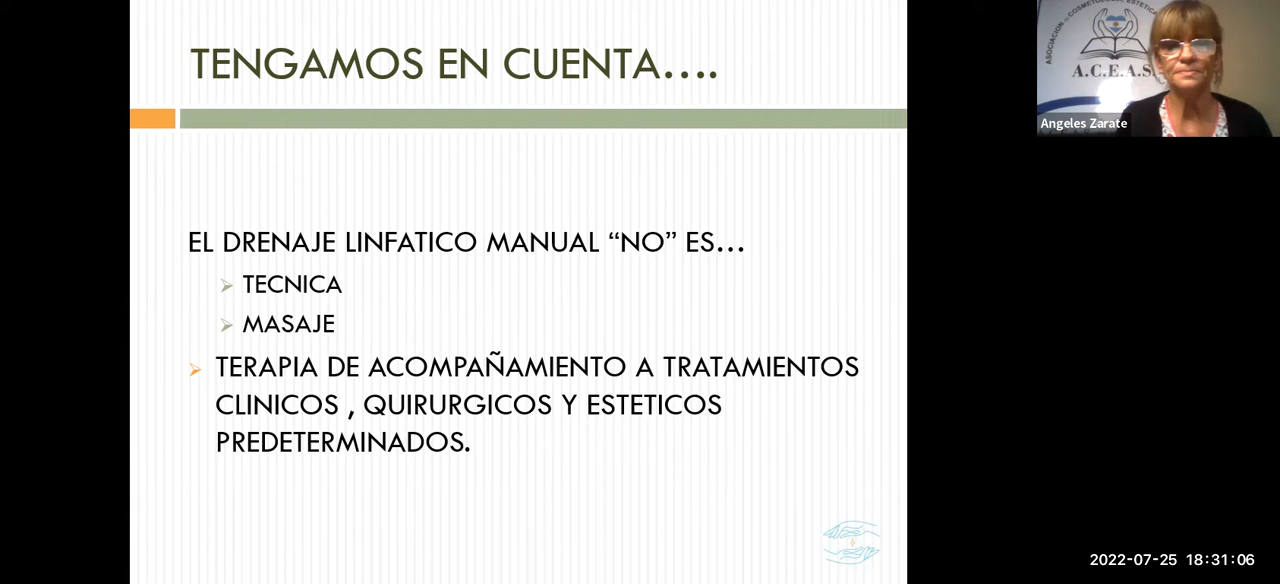 TENGAMOS EN CUENTA....
EL DRENAJE LINFATICO MANUAL “NO” ES...
TECNICA
MASAJE
TERAPIA DE ACOMPAÑAMIENTO A TRATAMIENTOS
CLINICOS , QUIRURGICOS Y ESTETICOS
PREDETERMINADOS.
A.C.E.A.S.
Angeles Zarate
2022-07-25 18:31:06